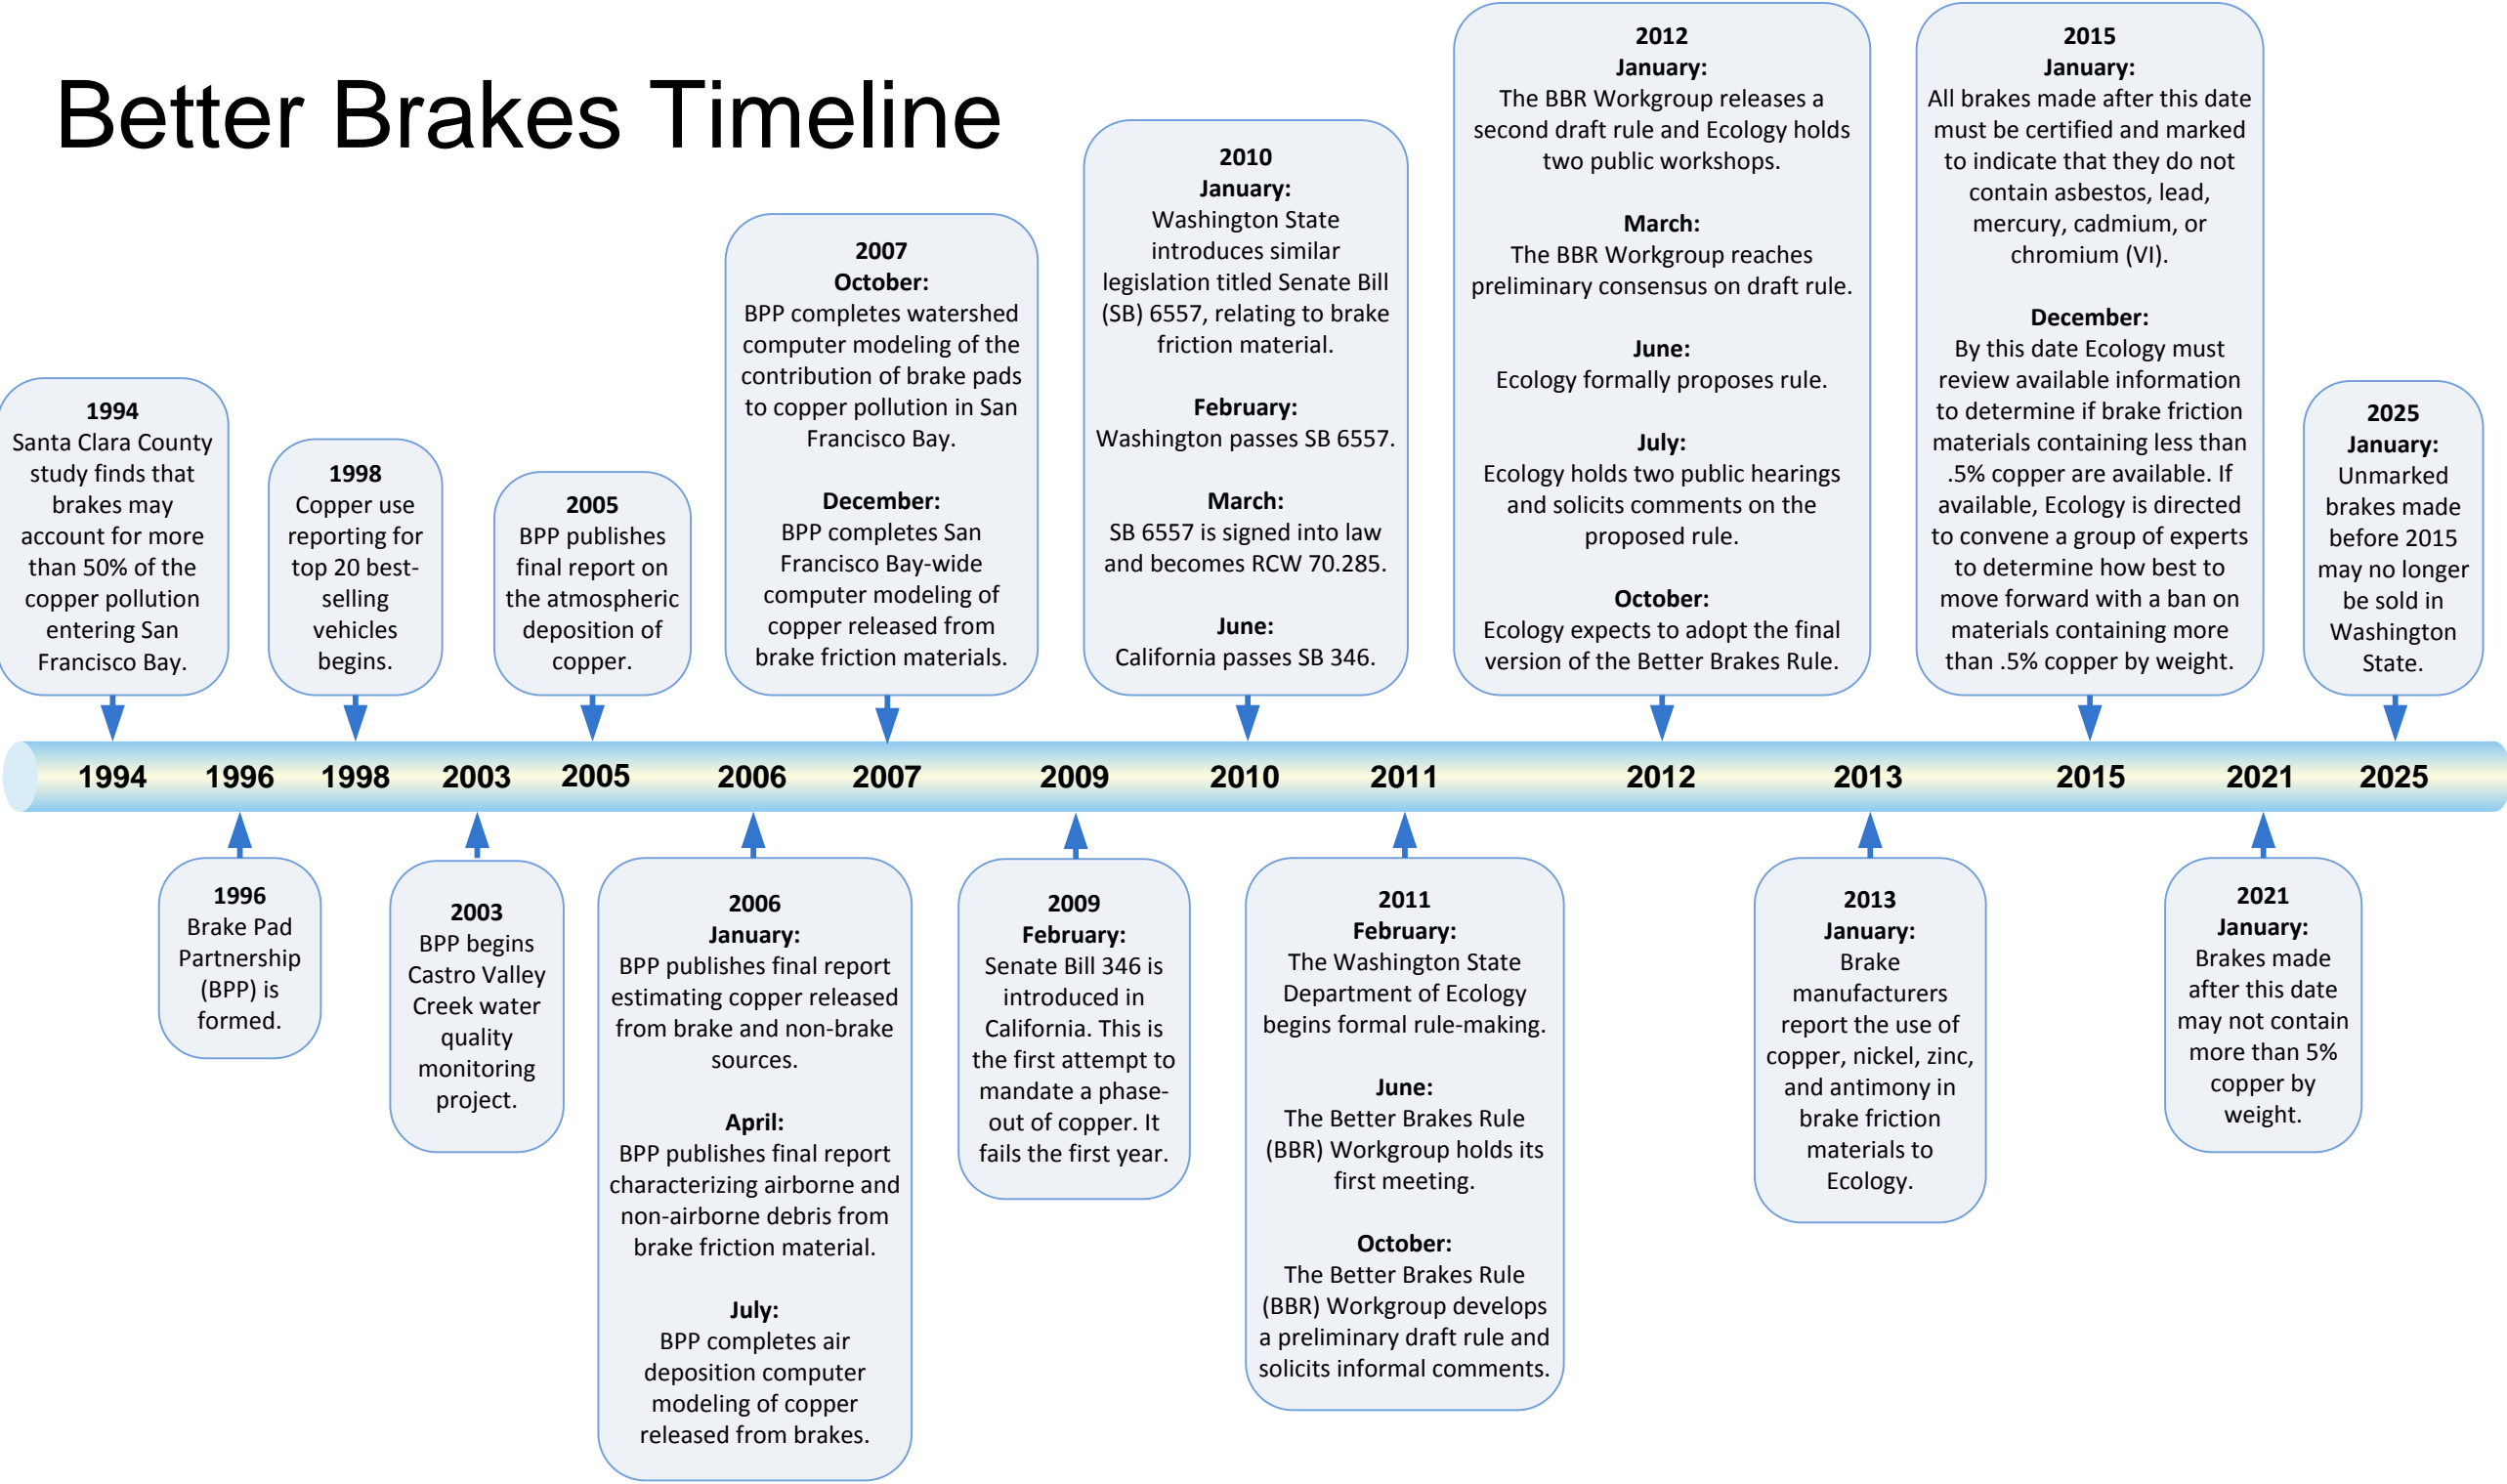 Better Brakes Timeline
1994
Santa Clara County
study finds that
brakes may
account for more
than 50% of the
copper pollution
entering San
Francisco Bay.
1998
Copper use
reporting for
top 20 best-
selling
vehicles
begins.
2005
BPP publishes
final report on
the atmospheric
deposition of
copper.
2007
October:
BPP completes watershed
computer modeling of the
contribution of brake pads
to copper pollution in San
Francisco Bay.
December:
BPP completes San
Francisco Bay-wide
computer modeling of
copper released from
brake friction materials.
2010
January:
Washington State
introduces similar
legislation titled Senate Bill
(SB) 6557, relating to brake
friction material.
February:
Washington passes SB 6557.
March:
SB 6557 is signed into law
and becomes RCW 70.285.
June:
California passes SB 346.
2012
January:
The BBR Workgroup releases a
second draft rule and Ecology holds
two public workshops.
March:
The BBR Workgroup reaches
preliminary consensus on draft rule.
June:
Ecology formally proposes rule.
July:
Ecology holds two public hearings
and solicits comments on the
proposed rule.
October:
Ecology expects to adopt the final
version of the Better Brakes Rule.
2015
January:
All brakes made after this date
must be certified and marked
to indicate that they do not
contain asbestos, lead,
mercury, cadmium, or
chromium (VI).
December:
By this date Ecology must
review available information
to determine if brake friction
materials containing less than
.5% copper are available. If
available, Ecology is directed
to convene a group of experts
to determine how best to
move forward with a ban on
materials containing more
than .5% copper by weight.
2025
January:
Unmarked
brakes made
before 2015
may no longer
be sold in
Washington
State.
1994 1996 1998 2003 2005 2006 2007 2009 2010 2011 2012 2013 2015 2021 2025
1996
Brake Pad
Partnership
(BPP) is
formed.
2003
BPP begins
Castro Valley
Creek water
quality
monitoring
project.
2006
January:
BPP publishes final report
estimating copper released
from brake and non-brake
sources.
April:
BPP publishes final report
characterizing airborne and
non-airborne debris from
brake friction material.
July:
BPP completes air
deposition computer
modeling of copper
released from brakes.
2009
February:
Senate Bill 346 is
introduced in
California. This is
the first attempt to
mandate a phase-
out of copper. It
fails the first year.
2011
February:
The Washington State
Department of Ecology
begins formal rule-making.
June:
The Better Brakes Rule
(BBR) Workgroup holds its
first meeting.
October:
The Better Brakes Rule
(BBR) Workgroup develops
a preliminary draft rule and
solicits informal comments.
2013
January:
Brake
manufacturers
report the use of
copper, nickel, zinc,
and antimony in
brake friction
materials to
Ecology.
2021
January:
Brakes made
after this date
may not contain
more than 5%
copper by
weight.